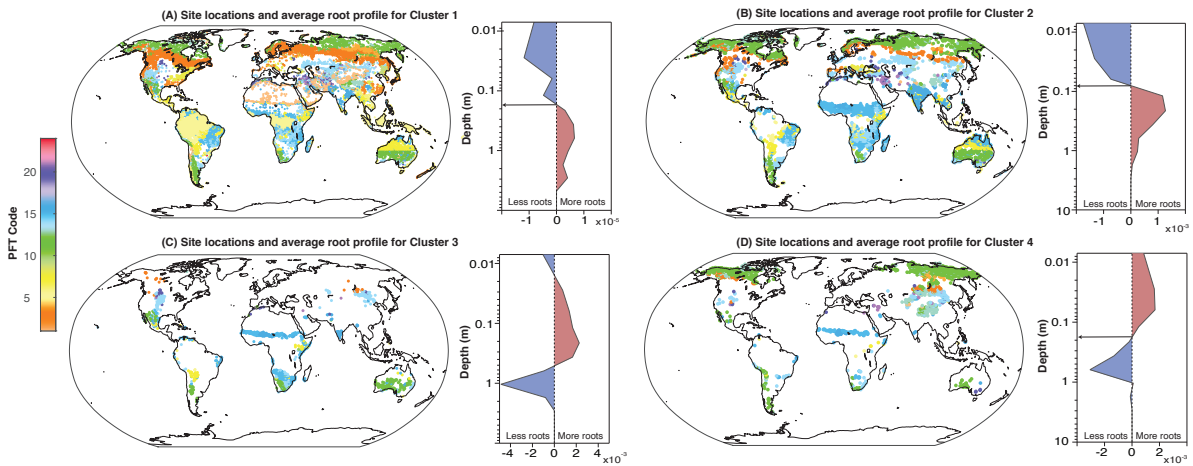 (A) Site locations and average root profile for Cluster 1
0.01
0.1
1
Depth (m)
Less roots
More roots
-1 0 1
x10⁻⁵
(B) Site locations and average root profile for Cluster 2
0.01
0.1
1
10
Depth (m)
Less roots
More roots
-1 0 1
x10⁻³
PFT Code
20
15
10
5
(C) Site locations and average root profile for Cluster 3
0.01
0.1
1
Depth (m)
Less roots
More roots
-4 -2 0 2 4
x10⁻³
(D) Site locations and average root profile for Cluster 4
0.01
0.1
1
10
Depth (m)
Less roots
More roots
-2 0 2
x10⁻³